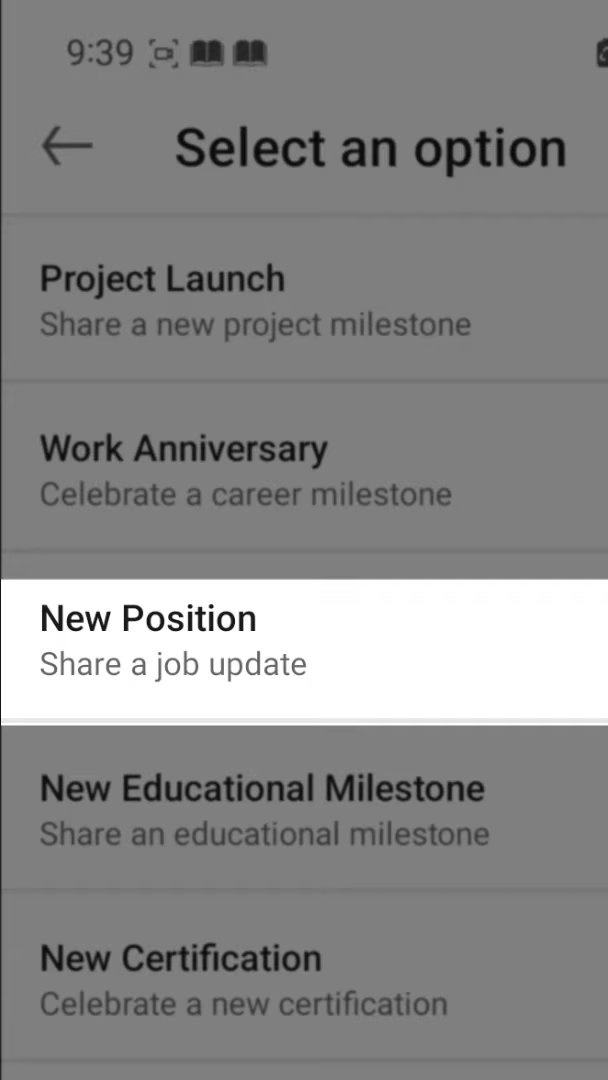 9:39
Select an option
Project Launch
Share a new project milestone
Work Anniversary
Celebrate a career milestone
New Position
Share a job update
New Educational Milestone
Share an educational milestone
New Certification
Celebrate a new certification